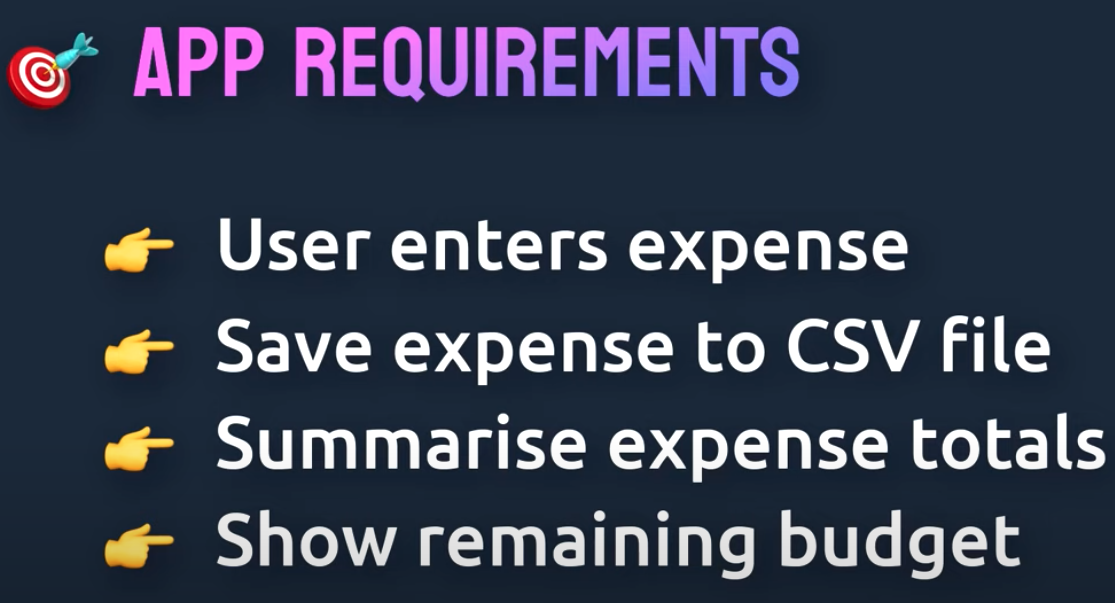 APP REQUIREMENTS
User enters expense
Save expense to CSV file
Summarise expense totals
Show remaining budget